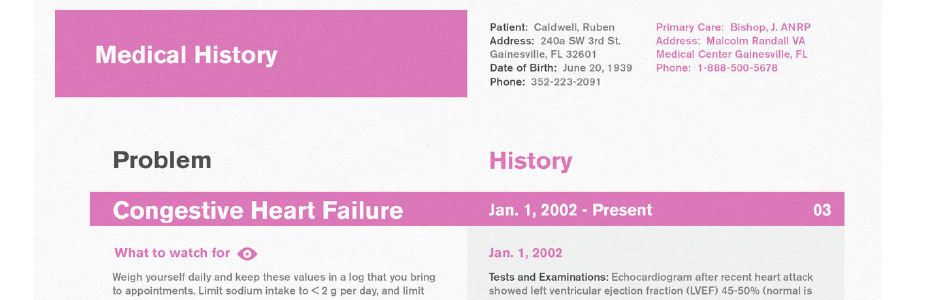 Medical History
Patient: Caldwell, Ruben
Address: 240a SW 3rd St.
Gainesville, FL 32601
Date of Birth: June 20, 1939
Phone: 352-223-2091
Primary Care: Bishop, J. ANRP
Address: Malcolm Randall VA
Medical Center Gainesville, FL
Phone: 1-888-500-5678
Problem
History
Congestive Heart Failure
Jan. 1, 2002 - Present
03
What to watch for
Weigh yourself daily and keep these values in a log that you bring
to appointments. Limit sodium intake to < 2 g per day, and limit
Jan. 1, 2002
Tests and Examinations: Echocardiogram after recent heart attack
showed left ventricular ejection fraction (LVEF) 45-50% (normal is